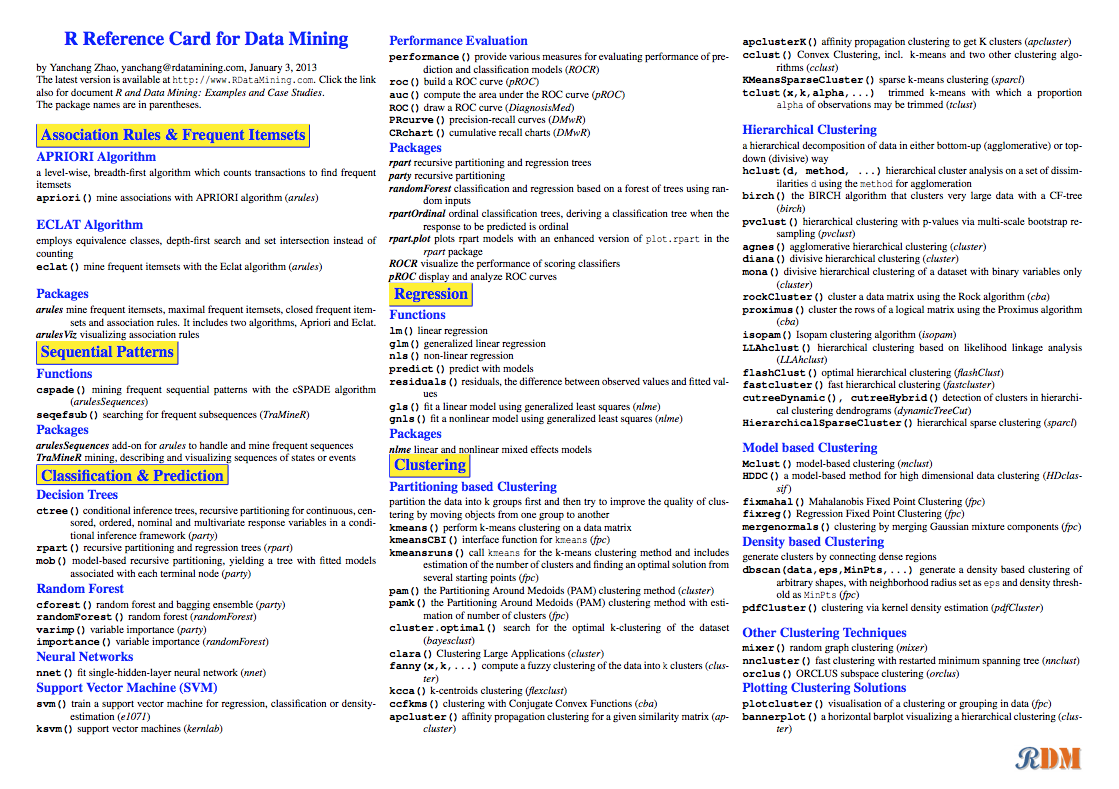 R Reference Card for Data Mining
by Yanchang Zhao, yanchang@rdatamining.com, January 3, 2013
The latest version is available at http://www.RDataMining.com. Click the link
also for document R and Data Mining: Examples and Case Studies.
The package names are in parentheses.
Association Rules & Frequent Itemsets
APRIORI Algorithm
a level-wise, breadth-first algorithm which counts transactions to find frequent
itemsets
apriori() mine associations with APRIORI algorithm (arules)
ECLAT Algorithm
employs equivalence classes, depth-first search and set intersection instead of
counting
eclat() mine frequent itemsets with the Eclat algorithm (arules)
Packages
arules mine frequent itemsets, maximal frequent itemsets, closed frequent item-
sets and association rules. It includes two algorithms, Apriori and Eclat.
arulesViz visualizing association rules
Sequential Patterns
Functions
cspade() mining frequent sequential patterns with the cSPADE algorithm
(arulesSequences)
seqefsub() searching for frequent subsequences (TraMineR)
Packages
arulesSequences add-on for arules to handle and mine frequent sequences
TraMineR mining, describing and visualizing sequences of states or events
Classification & Prediction
Decision Trees
ctree() conditional inference trees, recursive partitioning for continuous, cen-
sored, ordered, nominal and multivariate response variables in a condi-
tional inference framework (party)
rpart() recursive partitioning and regression trees (rpart)
mob() model-based recursive partitioning, yielding a tree with fitted models
associated with each terminal node (party)
Random Forest
cforest() random forest and bagging ensemble (party)
randomForest() random forest (randomForest)
varimp() variable importance (party)
importance() variable importance (randomForest)
Neural Networks
nnet() fit single-hidden-layer neural network (nnet)
Support Vector Machine (SVM)
svm() train a support vector machine for regression, classification or density-
estimation (e1071)
ksvm() support vector machines (kernlab)
Performance Evaluation
performance() provide various measures for evaluating performance of pre-
diction and classification models (ROCR)
roc() build a ROC curve (pROC)
auc() compute the area under the ROC curve (pROC)
ROC() draw a ROC curve (DiagnosisMed)
PRcurve() precision-recall curves (DMwR)
CRchart() cumulative recall charts (DMwR)
Packages
rpart recursive partitioning and regression trees
party recursive partitioning
randomForest classification and regression based on a forest of trees using ran-
dom inputs
rpartOrdinal ordinal classification trees, deriving a classification tree when the
response to be predicted is ordinal
rpart.plot plots rpart models with an enhanced version of plot.rpart in the
rpart package
ROCR visualize the performance of scoring classifiers
pROC display and analyze ROC curves
Regression
Functions
lm() linear regression
glm() generalized linear regression
nls() non-linear regression
predict() predict with models
residuals() residuals, the difference between observed values and fitted val-
ues
gls() fit a linear model using generalized least squares (nlme)
gnls() fit a nonlinear model using generalized least squares (nlme)
Packages
nlme linear and nonlinear mixed effects models
Clustering
Partitioning based Clustering
partition the data into k groups first and then try to improve the quality of clus-
tering by moving objects from one group to another
kmeans() perform k-means clustering on a data matrix
kmeansCBI() interface function for kmeans (fpc)
kmeansruns() call kmeans for the k-means clustering method and includes
estimation of the number of clusters and finding an optimal solution from
several starting points (fpc)
pam() the Partitioning Around Medoids (PAM) clustering method (cluster)
pamk() the Partitioning Around Medoids (PAM) clustering method with esti-
mation of number of clusters (fpc)
cluster.optimal() search for the optimal k-clustering of the dataset
(bayesclust)
clara() Clustering Large Applications (cluster)
fanny(x,k,...) compute a fuzzy clustering of the data into k clusters (clus-
ter)
kcca() k-centroids clustering (flexclust)
ccfkms() clustering with Conjugate Convex Functions (cba)
apcluster() affinity propagation clustering for a given similarity matrix (ap-
cluster)
apclusterK() affinity propagation clustering to get K clusters (apcluster)
cclust() Convex Clustering, incl. k-means and two other clustering algo-
rithms (cclust)
KMeansSparseCluster() sparse k-means clustering (sparcl)
tclust(x,k,alpha,...) trimmed k-means with which a proportion
alpha of observations may be trimmed (tclust)
Hierarchical Clustering
a hierarchical decomposition of data in either bottom-up (agglomerative) or top-
down (divisive) way
hclust(d, method, ...) hierarchical cluster analysis on a set of dissim-
ilarities d using the method for agglomeration
birch() the BIRCH algorithm that clusters very large data with a CF-tree
(birch)
pvclust() hierarchical clustering with p-values via multi-scale bootstrap re-
sampling (pvclust)
agnes() agglomerative hierarchical clustering (cluster)
diana() divisive hierarchical clustering (cluster)
mona() divisive hierarchical clustering of a dataset with binary variables only
(cluster)
rockCluster() cluster a data matrix using the Rock algorithm (cba)
proximus() cluster the rows of a logical matrix using the Proximus algorithm
(cba)
isopam() Isopam clustering algorithm (isopam)
LLAhclust() hierarchical clustering based on likelihood linkage analysis
(LLAhclust)
flashClust() optimal hierarchical clustering (flashClust)
fastcluster() fast hierarchical clustering (fastcluster)
cutreeDynamic(), cutreeHybrid() detection of clusters in hierarchi-
cal clustering dendrograms (dynamicTreeCut)
HierarchicalSparseCluster() hierarchical sparse clustering (sparcl)
Model based Clustering
Mclust() model-based clustering (mclust)
HDDC() a model-based method for high dimensional data clustering (HDclas-
sif)
fixmahal() Mahalanobis Fixed Point Clustering (fpc)
fixreg() Regression Fixed Point Clustering (fpc)
mergenormals() clustering by merging Gaussian mixture components (fpc)
Density based Clustering
generate clusters by connecting dense regions
dbscan(data,eps,MinPts,...) generate a density based clustering of
arbitrary shapes, with neighborhood radius set as eps and density thresh-
old as MinPts (fpc)
pdfCluster() clustering via kernel density estimation (pdfCluster)
Other Clustering Techniques
mixer() random graph clustering (mixer)
nncluster() fast clustering with restarted minimum spanning tree (nnclust)
orclus() ORCLUS subspace clustering (orclus)
Plotting Clustering Solutions
plotcluster() visualisation of a clustering or grouping in data (fpc)
bannerplot() a horizontal barplot visualizing a hierarchical clustering (clus-
ter)
RDM